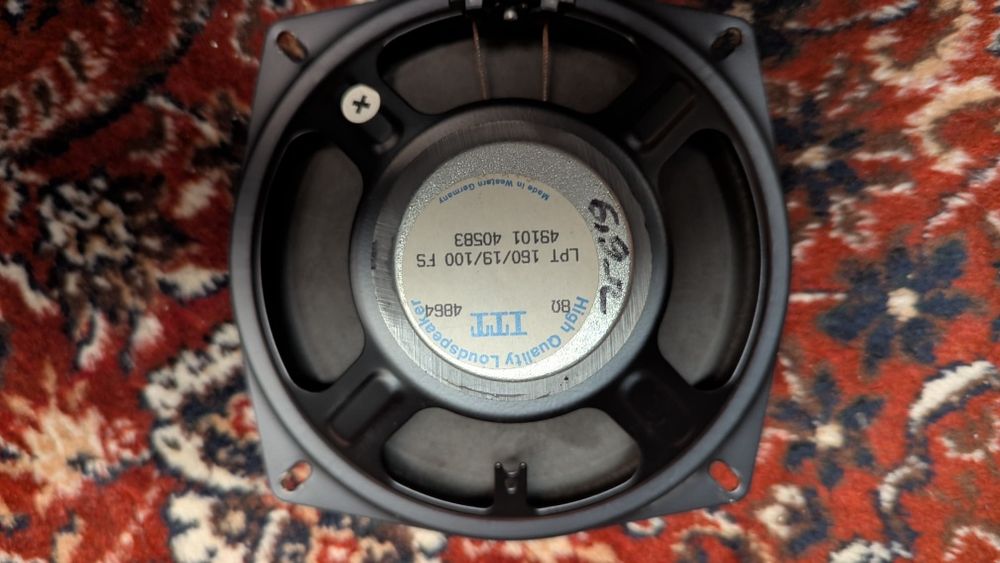 High Quality Loudspeaker
ITT
8Ω 4864
LPT 160/19/100 FS
49101 40583
Made in Western Germany